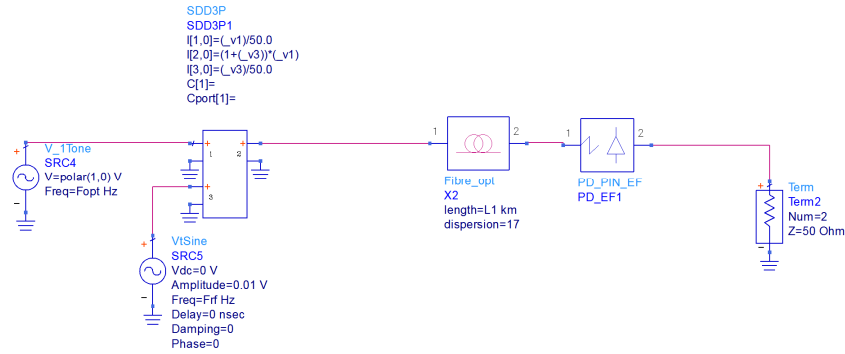 SDD3P
SDD3P1
I[1,0]=(_v1)/50.0
I[2,0]=(1+(_v3))*(_v1)
I[3,0]=(_v3)/50.0
C[1]=
Cport[1]=
1
2
3
V_1Tone
SRC4
V=polar(1,0) V
Freq=Fopt Hz
VtSine
SRC5
Vdc=0 V
Amplitude=0.01 V
Freq=Frf Hz
Delay=0 nsec
Damping=0
Phase=0
1
2
Fibre_opt
X2
length=L1 km
dispersion=17
1
2
PD_PIN_EF
PD_EF1
Term
Term2
Num=2
Z=50 Ohm